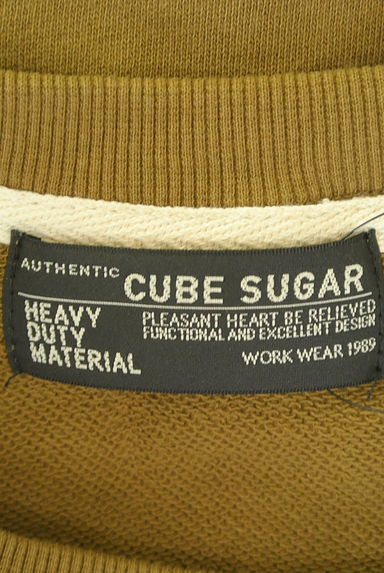 AUTHENTIC CUBE SUGAR
HEAVY DUTY MATERIAL
PLEASANT HEART BE RELIEVED
FUNCTIONAL AND EXCELLENT DESIGN
WORK WEAR 1989